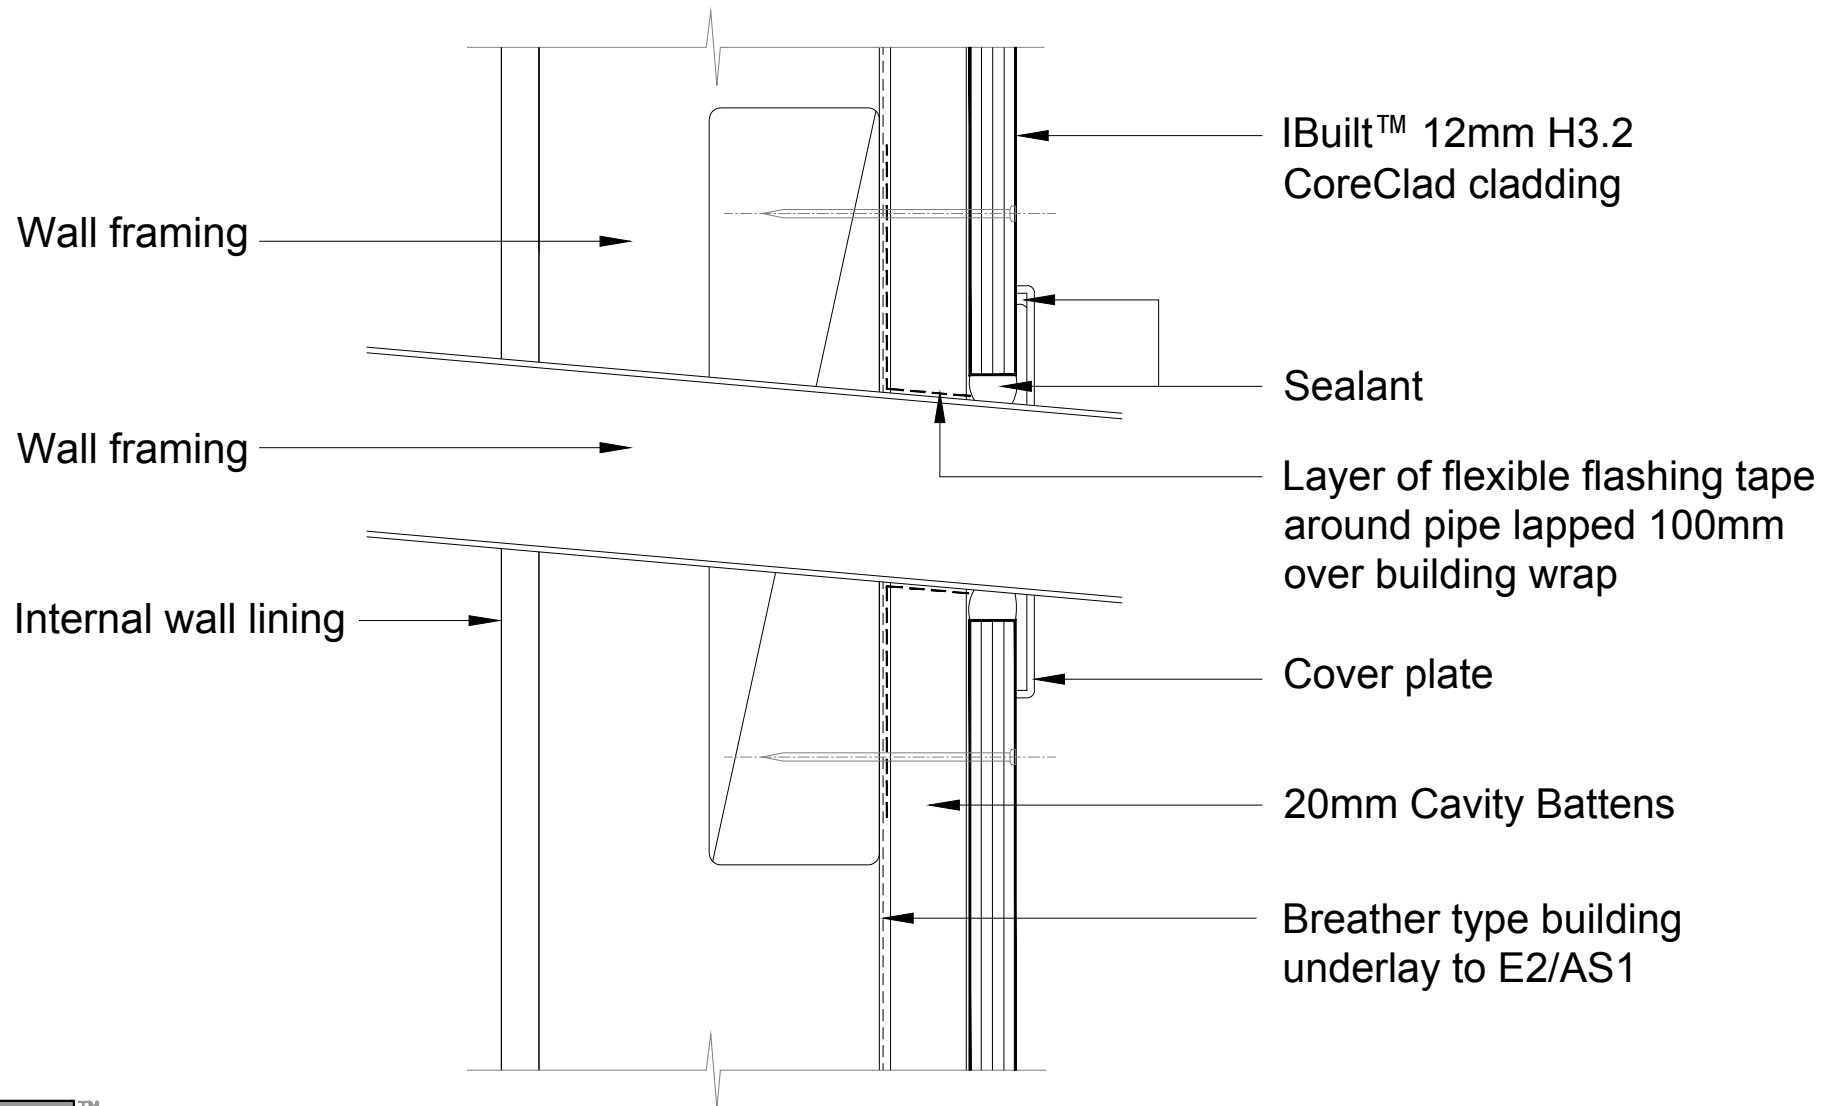 IBuilt™ 12mm H3.2
CoreClad cladding
Wall framing
Sealant
Wall framing
Layer of flexible flashing tape
around pipe lapped 100mm
over building wrap
Internal wall lining
Cover plate
20mm Cavity Battens
Breather type building
underlay to E2/AS1
TM